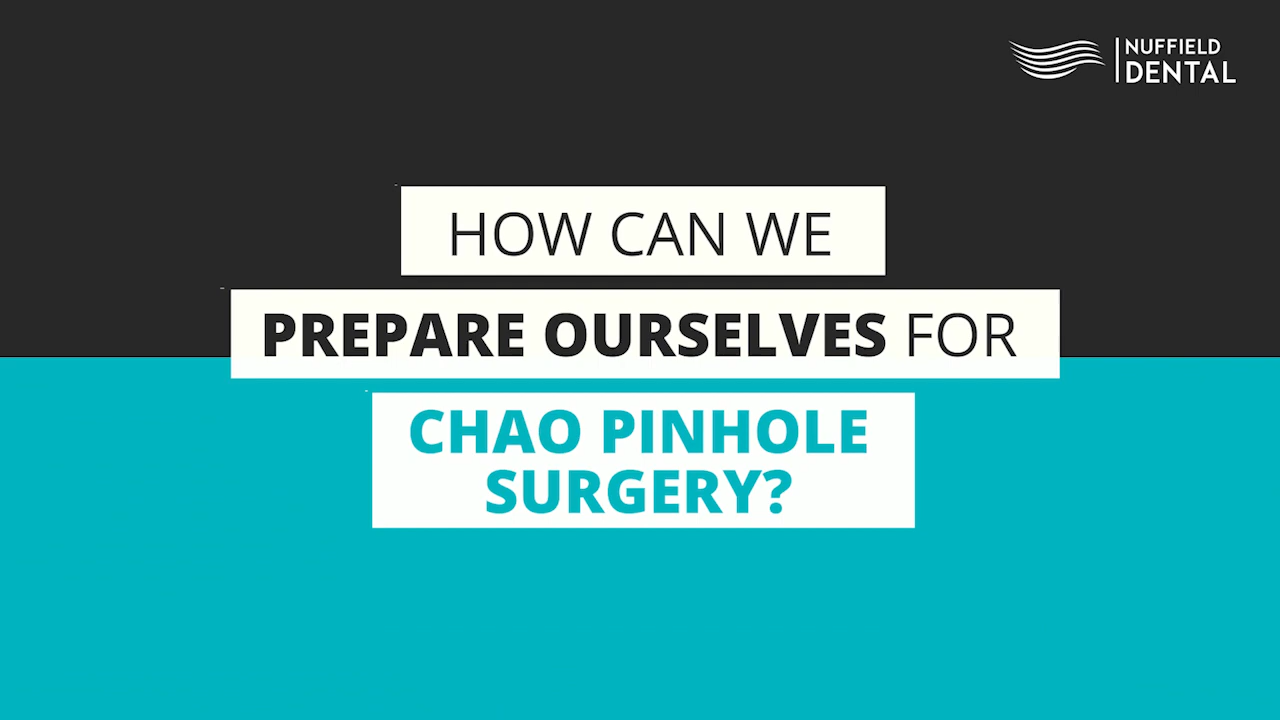 NUFFIELD
DENTAL
HOW CAN WE
PREPARE OURSELVES FOR
CHAO PINHOLE
SURGERY?